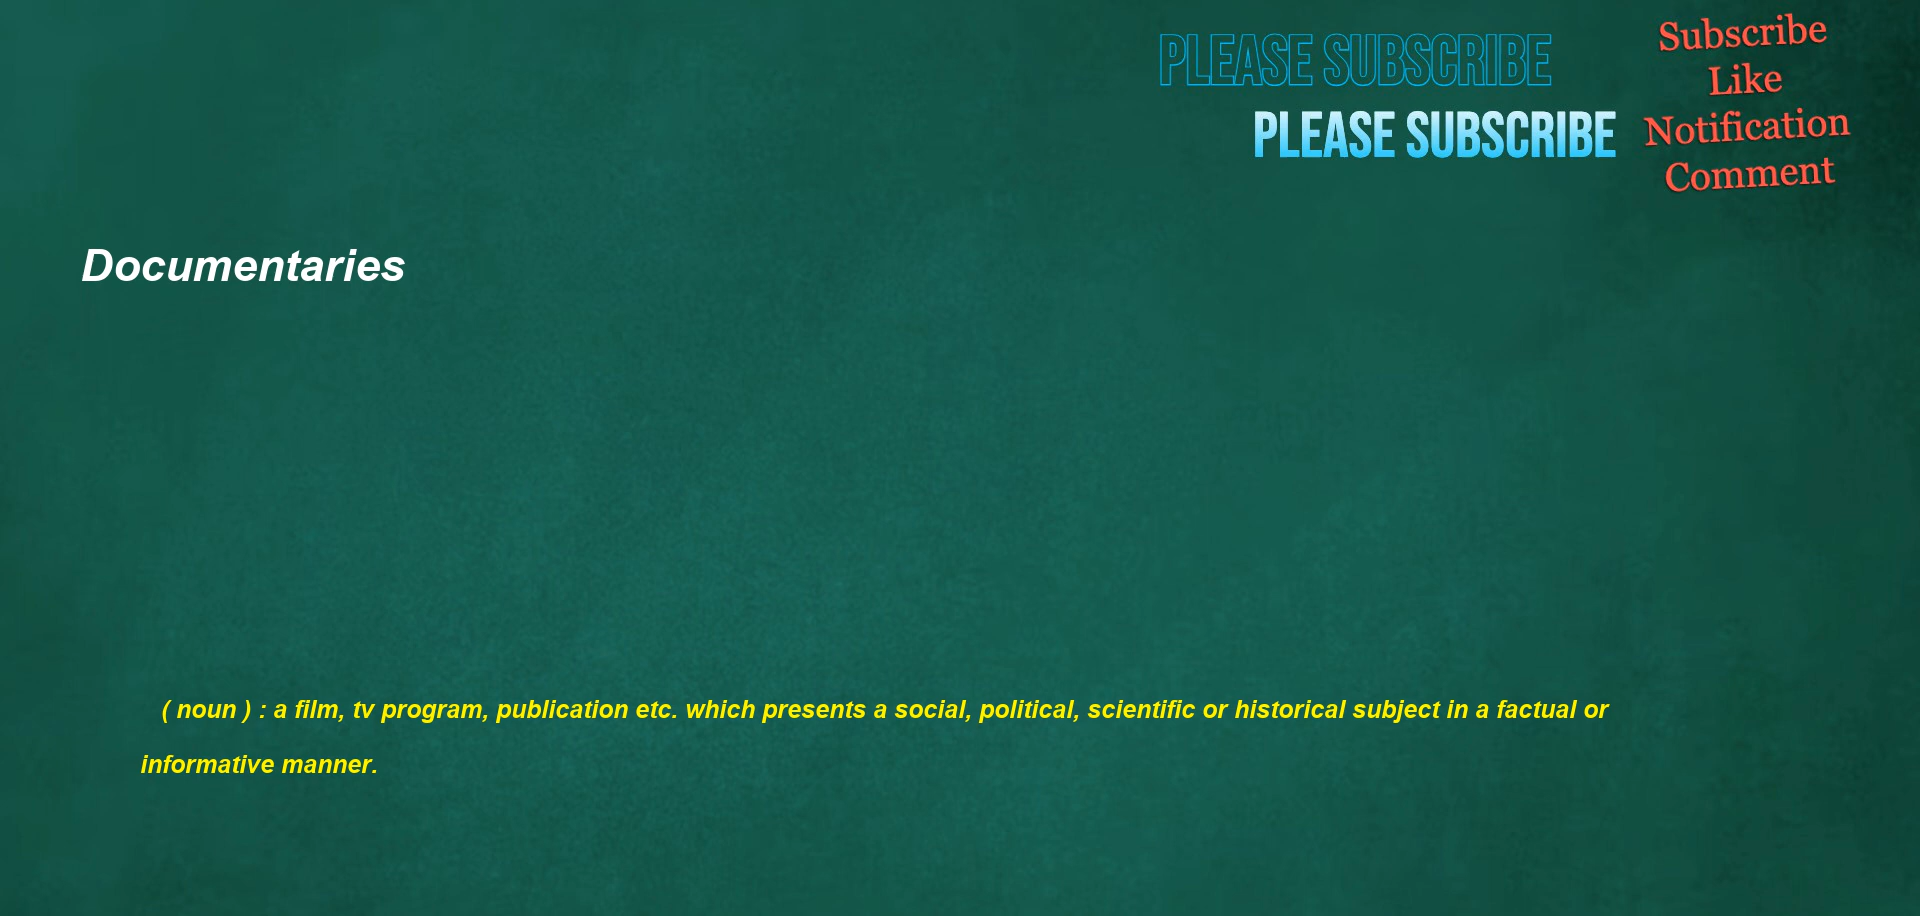 PLEASE SUBSCRIBE
PLEASE SUBSCRIBE
Subscribe
Like
Notification
Comment
Documentaries
( noun ) : a film, tv program, publication etc. which presents a social, political, scientific or historical subject in a factual or
informative manner.